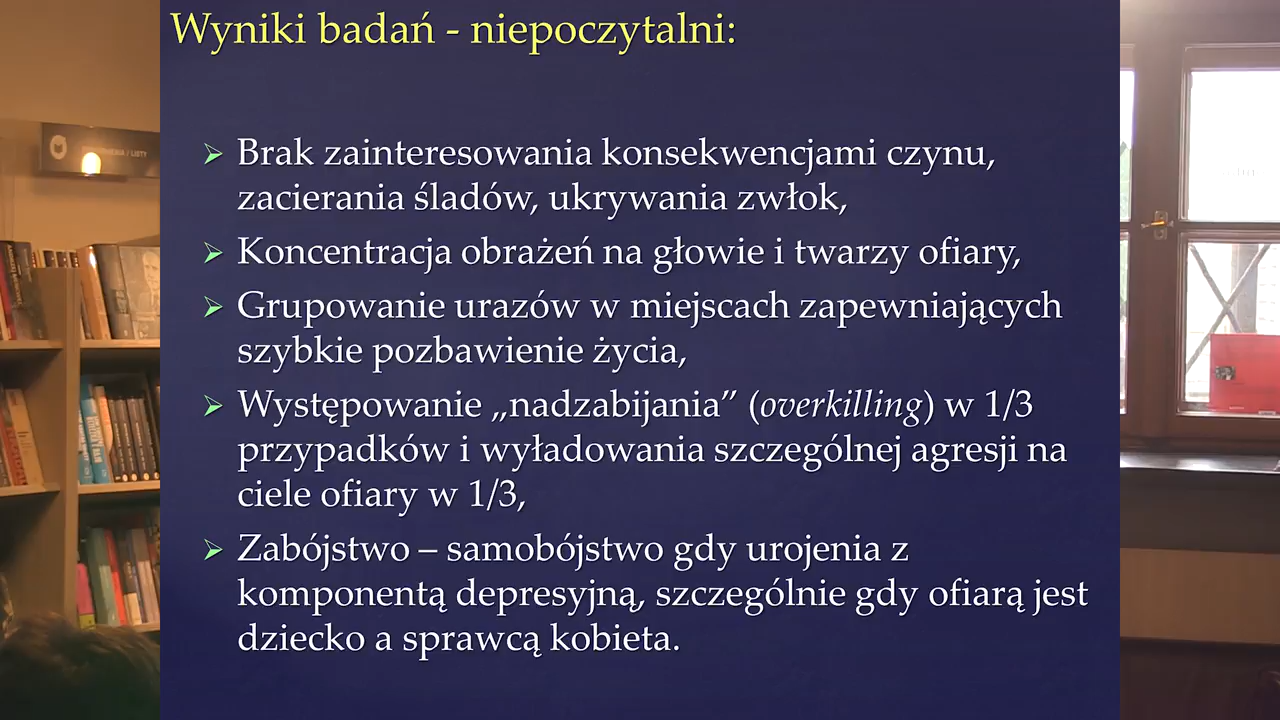 Wyniki badań - niepoczytalni:
Brak zainteresowania konsekwencjami czynu,
zacierania śladów, ukrywania zwłok,
Koncentracja obrażeń na głowie i twarzy ofiary,
Grupowanie urazów w miejscach zapewniających
szybkie pozbawienie życia,
Występowanie „nadzabijania” (overkilling) w 1/3
przypadków i wyładowania szczególnej agresji na
ciele ofiary w 1/3,
Zabójstwo – samobójstwo gdy urojenia z
komponentą depresyjną, szczególnie gdy ofiarą jest
dziecko a sprawcą kobieta.